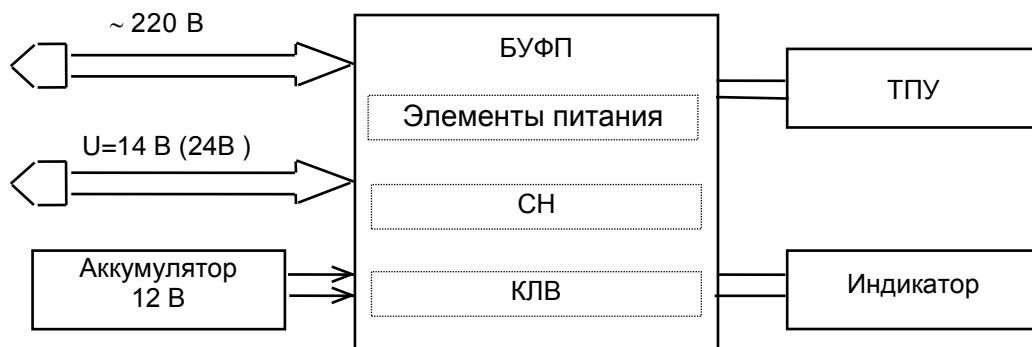 ~ 220 В
БУФП
ТПУ
Элементы питания
U=14 В (24В )
СН
Аккумулятор
12 В
КЛВ
Индикатор